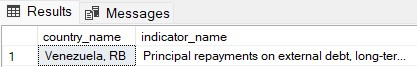 Results Messages
country_name indicator_name
1 Venezuela, RB Principal repayments on external debt, long-ter...